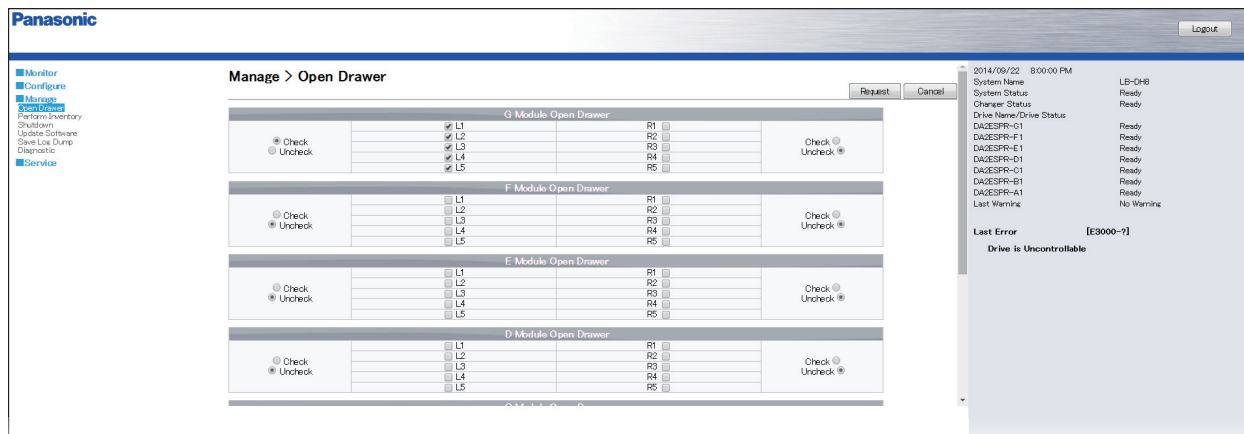 Panasonic
Logout
■Monitor
■Configure
■Manage
Open Drawer
Perform Inventory
Shutdown
Update Software
Save Log Dump
Diagnostic
■Service
Manage > Open Drawer
Request Cancel
G Module Open Drawer
Check
Uncheck
L1 R1
L2 R2
L3 R3
L4 R4
L5 R5
Check
Uncheck
F Module Open Drawer
Check
Uncheck
L1 R1
L2 R2
L3 R3
L4 R4
L5 R5
Check
Uncheck
E Module Open Drawer
Check
Uncheck
L1 R1
L2 R2
L3 R3
L4 R4
L5 R5
Check
Uncheck
D Module Open Drawer
Check
Uncheck
L1 R1
L2 R2
L3 R3
L4 R4
L5 R5
Check
Uncheck
2014/09/22 8:00:00 PM
System Name LB-DH8
System Status Ready
Changer Status Ready
Drive Name/Drive Status
DA2ESPR-G1 Ready
DA2ESPR-F1 Ready
DA2ESPR-E1 Ready
DA2ESPR-D1 Ready
DA2ESPR-C1 Ready
DA2ESPR-B1 Ready
DA2ESPR-A1 Ready
Last Warning No Warning
Last Error [E3000-?]
Drive is Uncontrollable